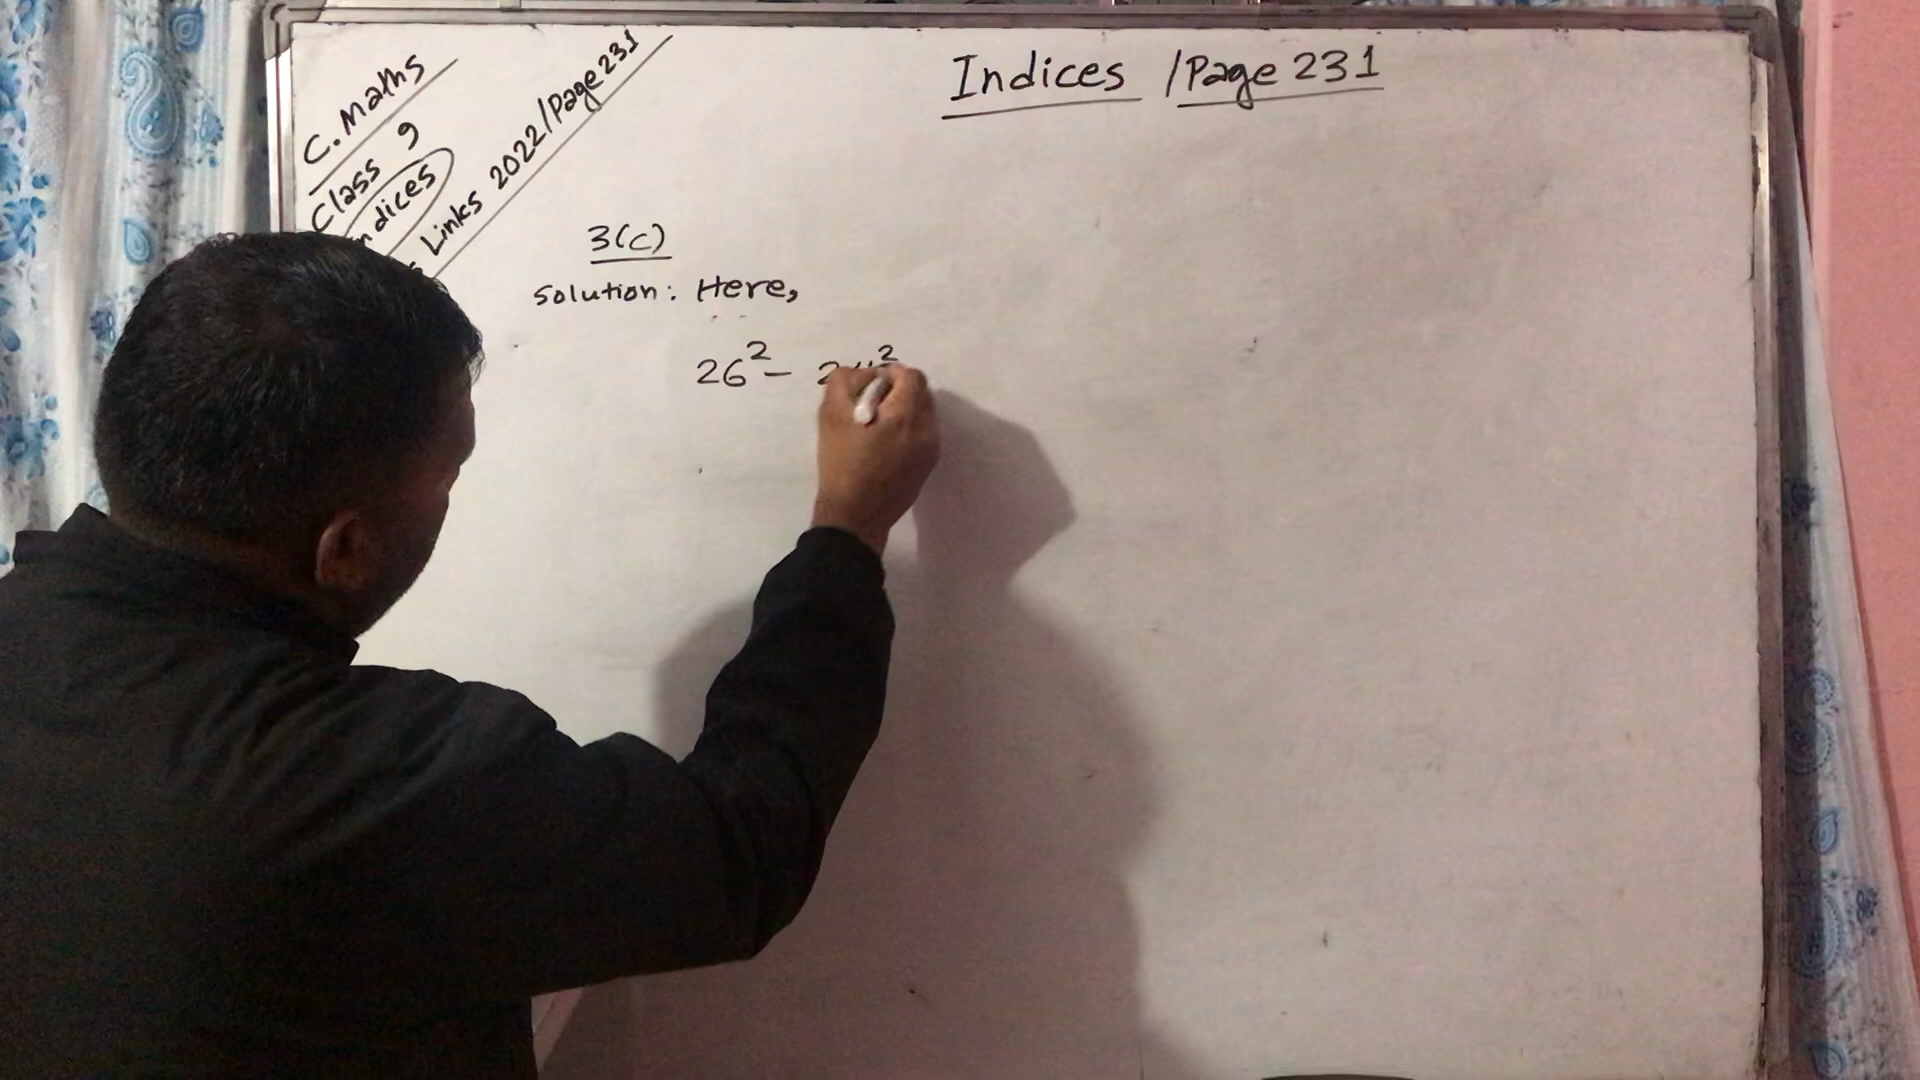 C. Maths
Class 9
Indices
Links 2022/Page 231
Indices /Page 231
3(c)
Solution: Here,
26² - 24²